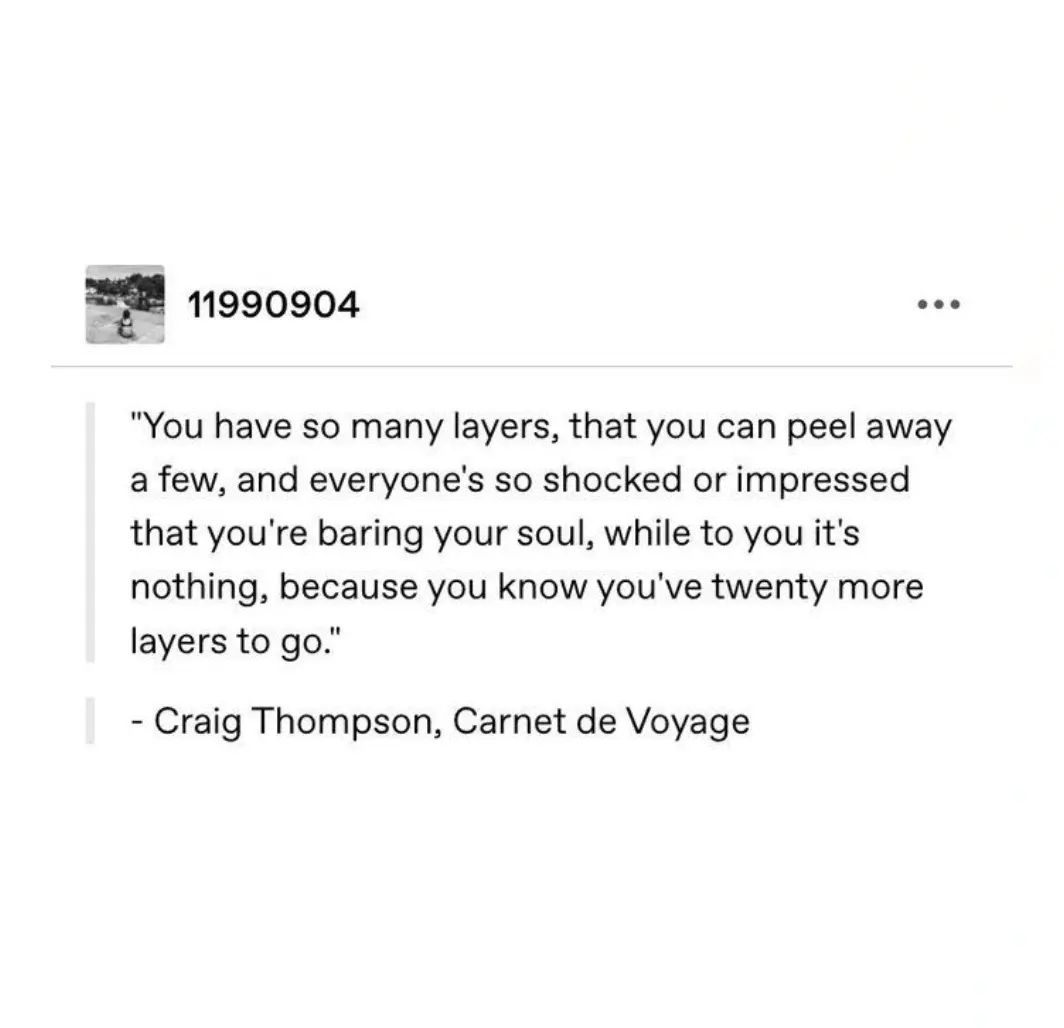 11990904
"You have so many layers, that you can peel away
a few, and everyone's so shocked or impressed
that you're baring your soul, while to you it's
nothing, because you know you've twenty more
layers to go."
- Craig Thompson, Carnet de Voyage